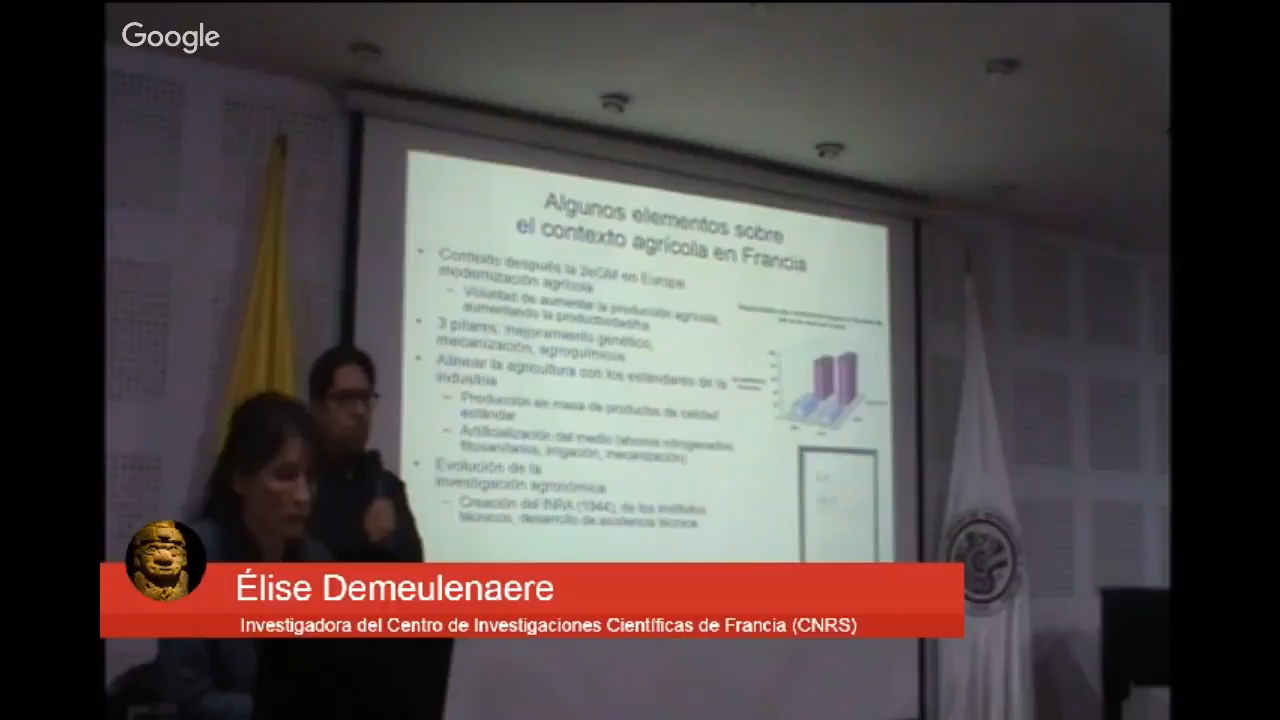 Google
Algunos elementos sobre
el contexto agrícola en Francia
Contexto después la 2eGM en Europe
modernización agrícola
– Voluntad de aumentar la producción agrícola,
aumentando la
3 pilares: mejoramiento genético,
mecanización, agroquímicos
Alinear la agricultura con los estándares de la
industria
– Producción en masa de productos de calidad
estándar
– Artificialización del medio (abonos nitrogenados,
fitosanitarios, irrigación, mecanización)
Evolución de la
investigación agronómica
– Creación del INRA (1944), de los institutos
técnicos, desarrollo de asistencia técnica
Élise Demeulenaere
Investigadora del Centro de Investigaciones Científicas de Francia (CNRS)